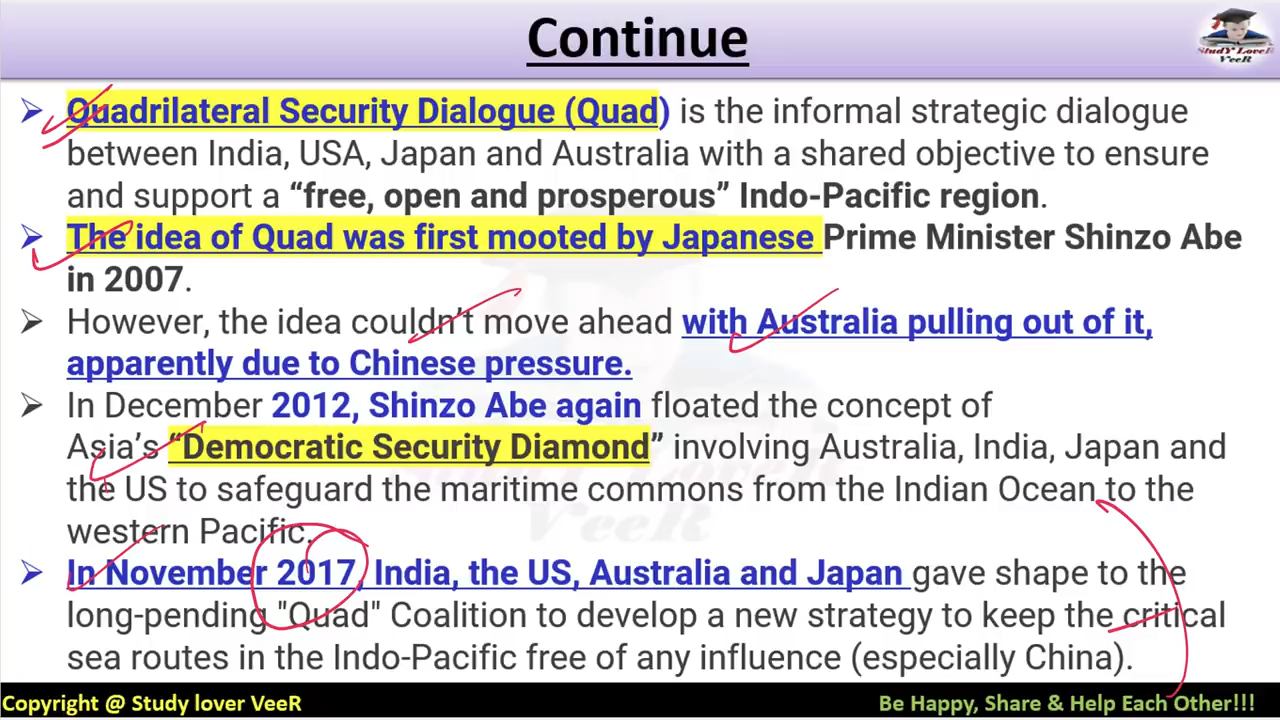 Continue
StudY LoveR
VeeR
Quadrilateral Security Dialogue (Quad) is the informal strategic dialogue
between India, USA, Japan and Australia with a shared objective to ensure
and support a “free, open and prosperous” Indo-Pacific region.
The idea of Quad was first mooted by Japanese Prime Minister Shinzo Abe
in 2007.
However, the idea couldn’t move ahead with Australia pulling out of it,
apparently due to Chinese pressure.
In December 2012, Shinzo Abe again floated the concept of
Asia’s “Democratic Security Diamond” involving Australia, India, Japan and
the US to safeguard the maritime commons from the Indian Ocean to the
western Pacific.
In November 2017, India, the US, Australia and Japan gave shape to the
long-pending "Quad" Coalition to develop a new strategy to keep the critical
sea routes in the Indo-Pacific free of any influence (especially China).
StudY LoveR
VeeR
Copyright @ Study lover VeeR
Be Happy, Share & Help Each Other!!!